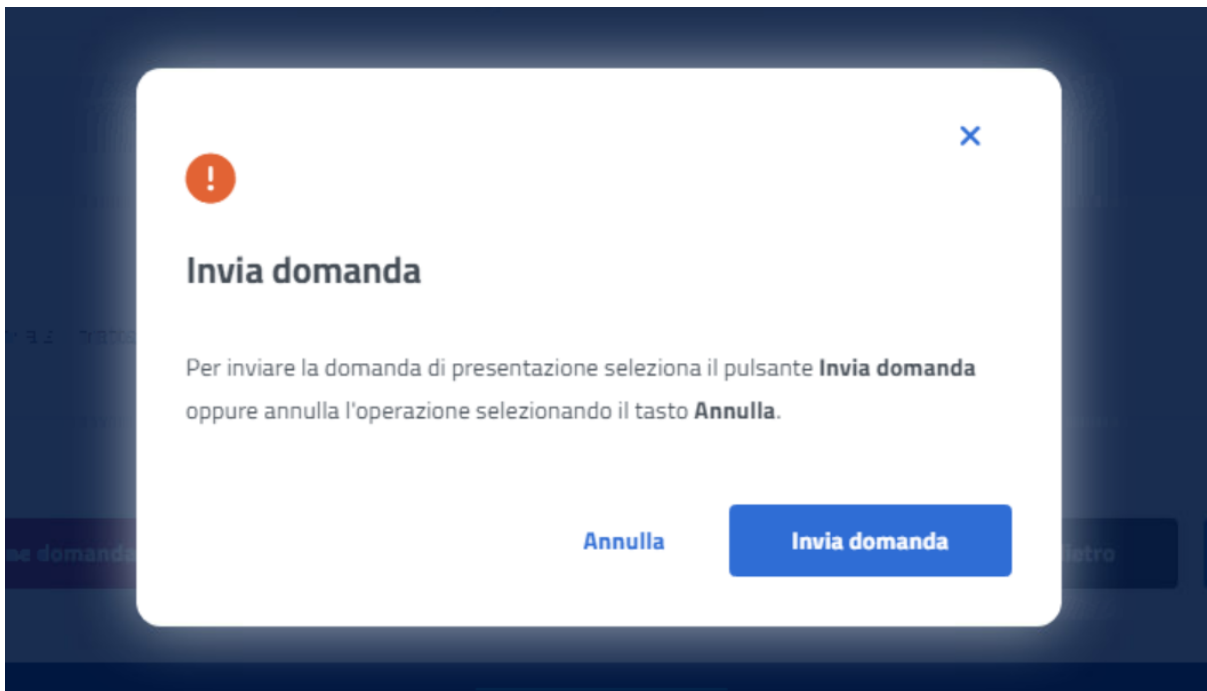 Invia domanda
Per inviare la domanda di presentazione seleziona il pulsante Invia domanda
oppure annulla l'operazione selezionando il tasto Annulla.
Annulla
Invia domanda
domanda